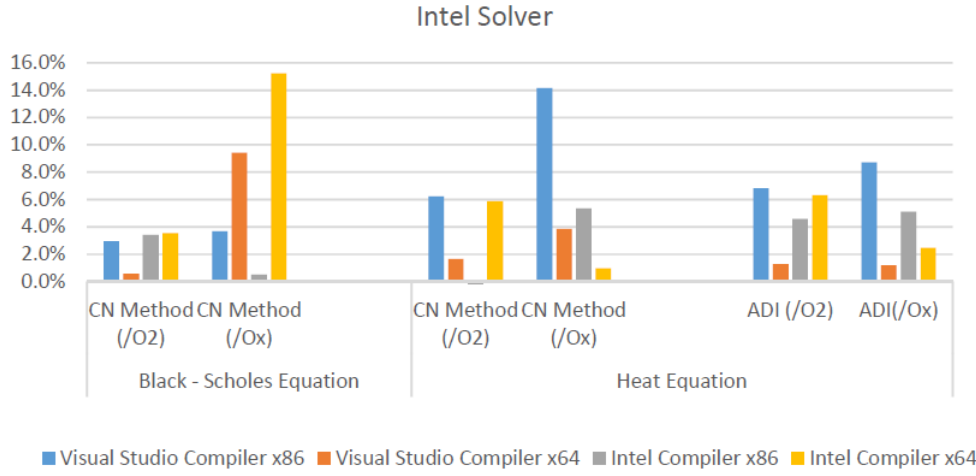 Intel Solver
16.0%
14.0%
12.0%
10.0%
8.0%
6.0%
4.0%
2.0%
0.0%
CN Method CN Method
(/O2) (/Ox)
CN Method CN Method
(/O2) (/Ox)
ADI (/O2) ADI(/Ox)
Black - Scholes Equation
Heat Equation
Visual Studio Compiler x86 Visual Studio Compiler x64 Intel Compiler x86 Intel Compiler x64